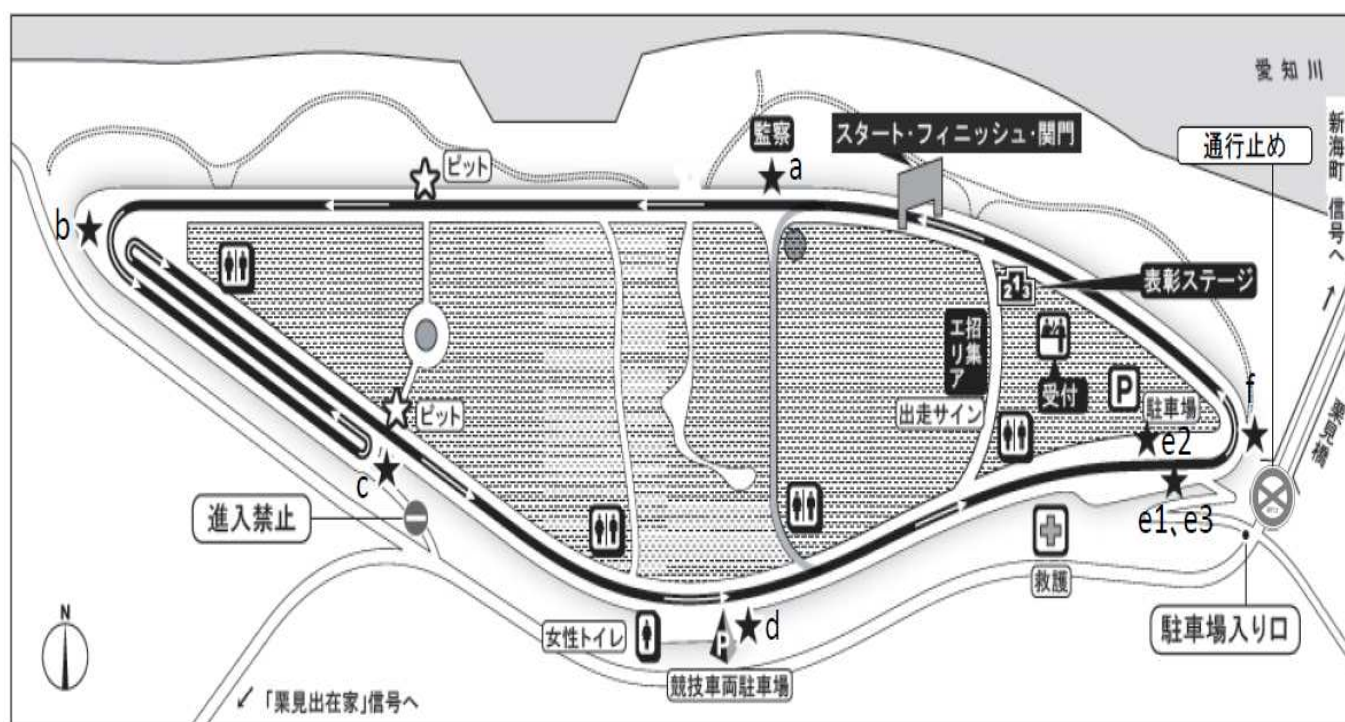 愛知川
監察
スタート・フィニッシュ・関門
通行止め
新海町 信号へ
ピット
a
b
表彰ステージ
213
招集
エリア
受付
P
駐車場
f
栗見橋
ピット
出走サイン
e2
c
進入禁止
e1、e3
救護
駐車場入り口
女性トイレ
P
d
競技車両駐車場
N
「栗見出在家」信号へ